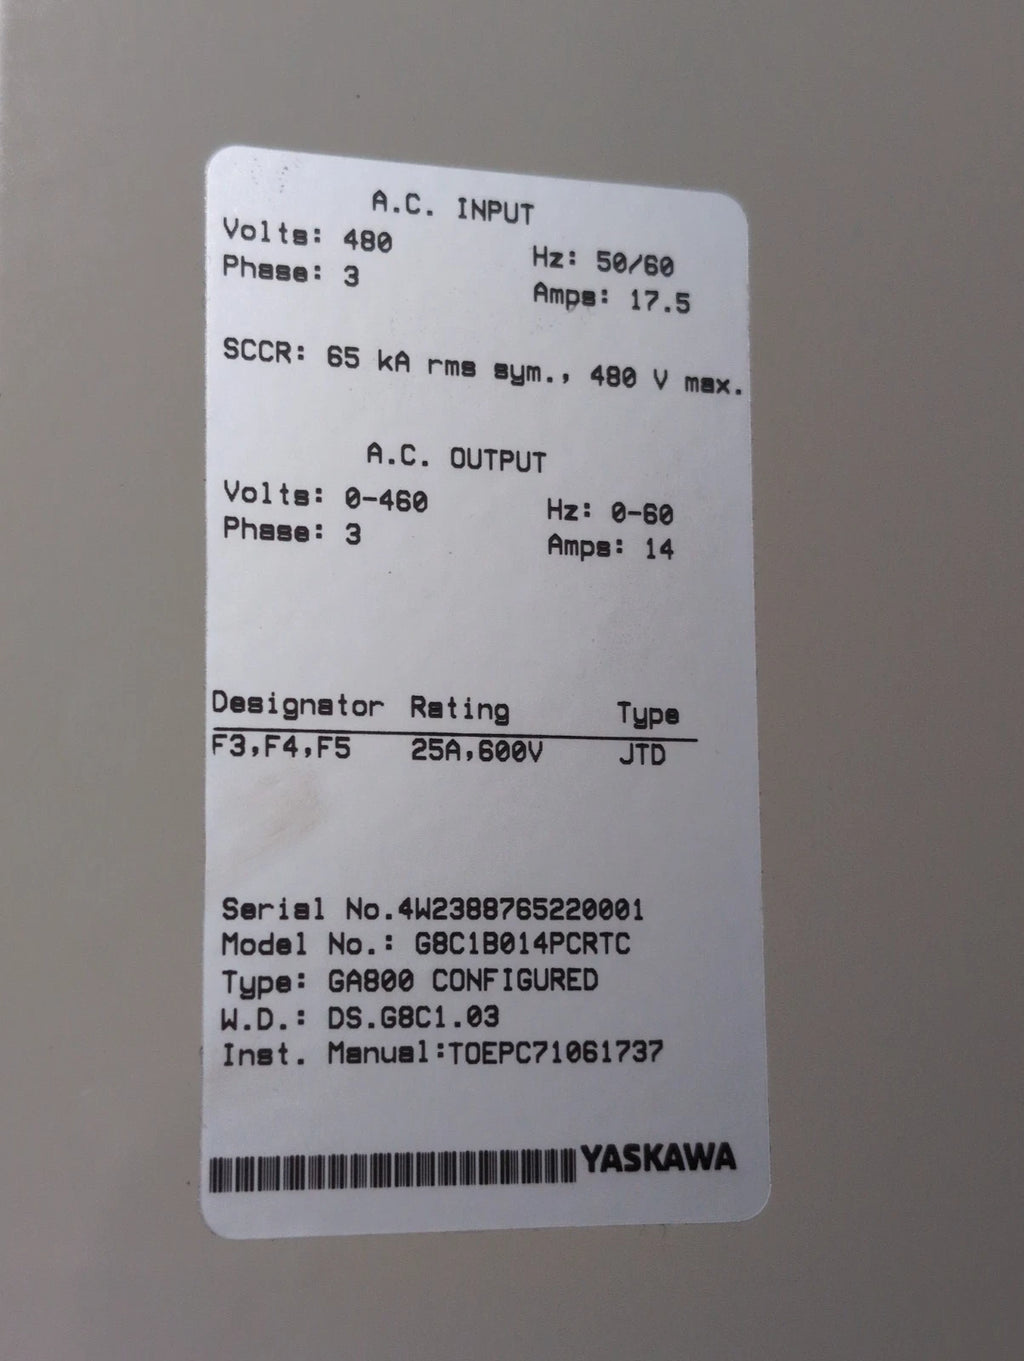 A.C. INPUT
Volts: 480 Hz: 50/60
Phase: 3 Amps: 17.5
SCCR: 65 kA rms sym., 480 V max.
A.C. OUTPUT
Volts: 0-460 Hz: 0-60
Phase: 3 Amps: 14
Designator Rating Type
F3,F4,F5 25A,600V JTD
Serial No.4W2388765220001
Model No.: G8C1B014PCRTC
Type: GA800 CONFIGURED
W.D.: DS.G8C1.03
Inst. Manual:TOEPC71061737
YASKAWA